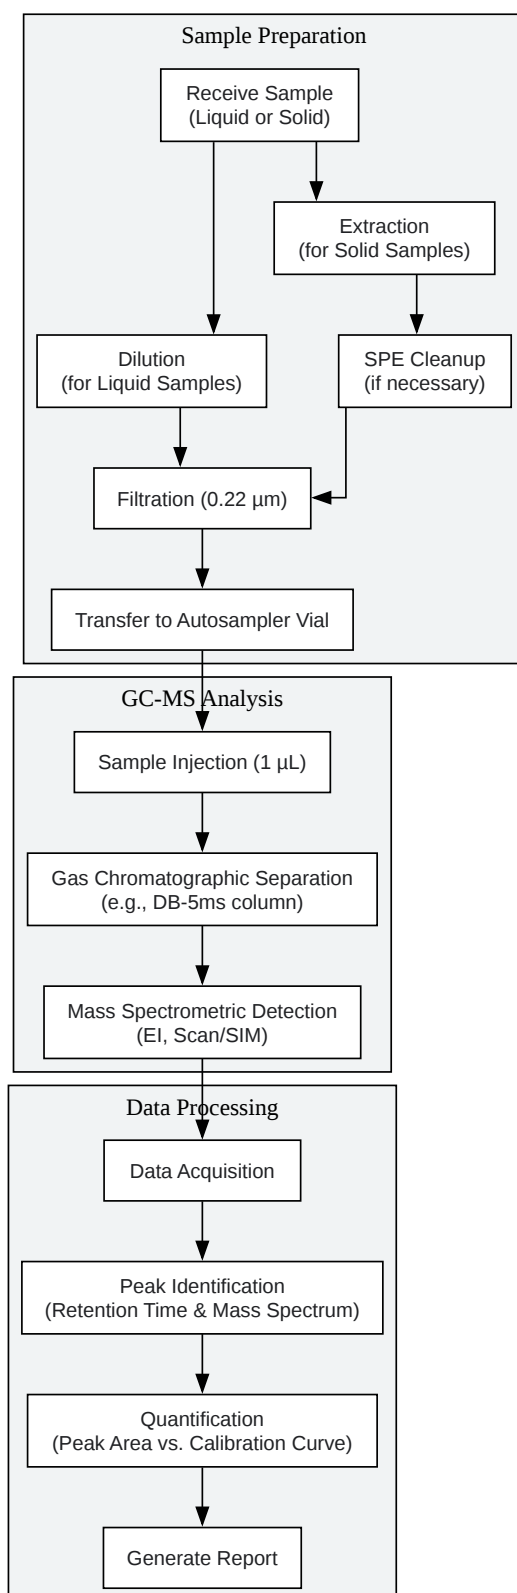 Sample Preparation
Receive Sample
(Liquid or Solid)
Extraction
(for Solid Samples)
Dilution
(for Liquid Samples)
SPE Cleanup
(if necessary)
Filtration (0.22 µm)
Transfer to Autosampler Vial
GC-MS Analysis
Sample Injection (1 µL)
Gas Chromatographic Separation
(e.g., DB-5ms column)
Mass Spectrometric Detection
(EI, Scan/SIM)
Data Processing
Data Acquisition
Peak Identification
(Retention Time & Mass Spectrum)
Quantification
(Peak Area vs. Calibration Curve)
Generate Report